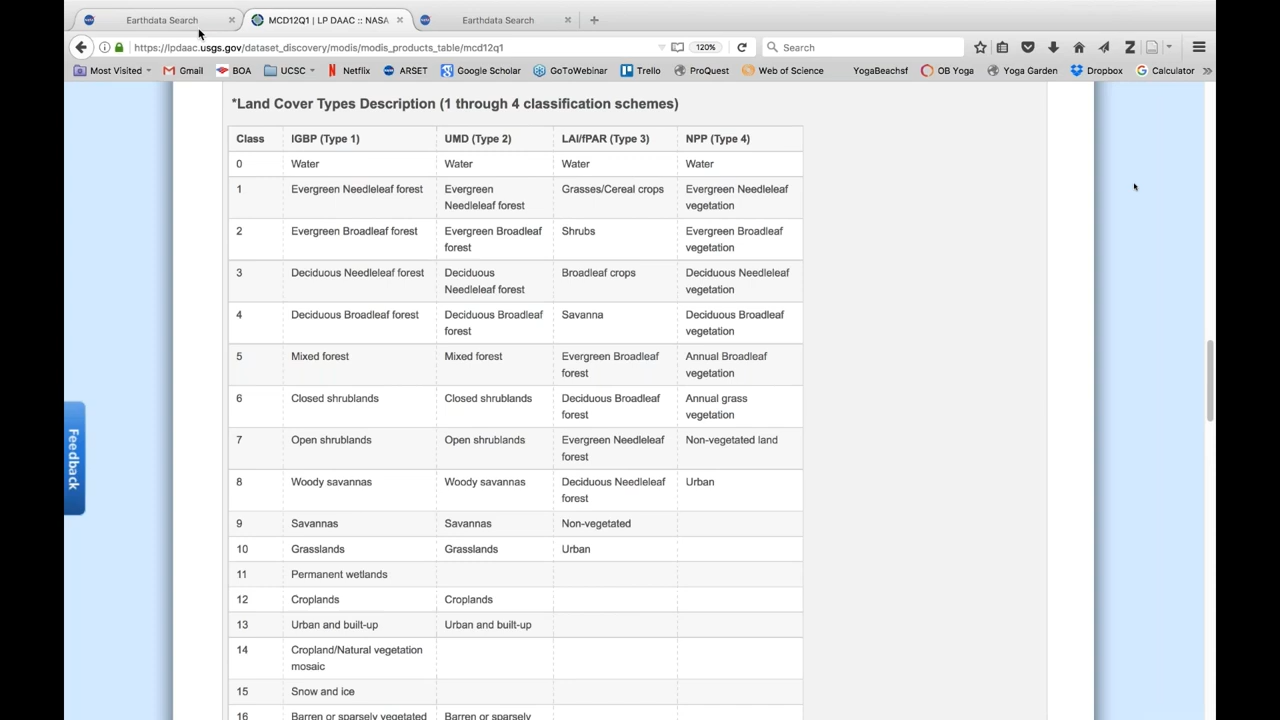 Earthdata Search
MCD12Q1 | LP DAAC :: NASA
Earthdata Search
https://lpdaac.usgs.gov/dataset_discovery/modis/modis_products_table/mcd12q1
120%
Search
Most Visited
Gmail
BOA
UCSC
Netflix
ARSET
Google Scholar
GoToWebinar
Trello
ProQuest
Web of Science
YogaBeachsf
OB Yoga
Yoga Garden
Dropbox
Calculator
*Land Cover Types Description (1 through 4 classification schemes)
Class IGBP (Type 1) UMD (Type 2) LAI/fPAR (Type 3) NPP (Type 4)
0 Water Water Water Water
1 Evergreen Needleleaf forest Evergreen Grasses/Cereal crops Evergreen Needleleaf
Needleleaf forest vegetation
2 Evergreen Broadleaf forest Evergreen Broadleaf Shrubs Evergreen Broadleaf
forest vegetation
3 Deciduous Needleleaf forest Deciduous Broadleaf crops Deciduous Needleleaf
Needleleaf forest vegetation
4 Deciduous Broadleaf forest Deciduous Broadleaf Savanna Deciduous Broadleaf
forest vegetation
5 Mixed forest Mixed forest Evergreen Broadleaf Annual Broadleaf
forest vegetation
6 Closed shrublands Closed shrublands Deciduous Broadleaf Annual grass
forest vegetation
7 Open shrublands Open shrublands Evergreen Needleleaf Non-vegetated land
forest
8 Woody savannas Woody savannas Deciduous Needleleaf Urban
forest
9 Savannas Savannas Non-vegetated
10 Grasslands Grasslands Urban
11 Permanent wetlands
12 Croplands Croplands
13 Urban and built-up Urban and built-up
14 Cropland/Natural vegetation
mosaic
15 Snow and ice
16 Barren or sparsely vegetated Barren or sparsely
Feedback